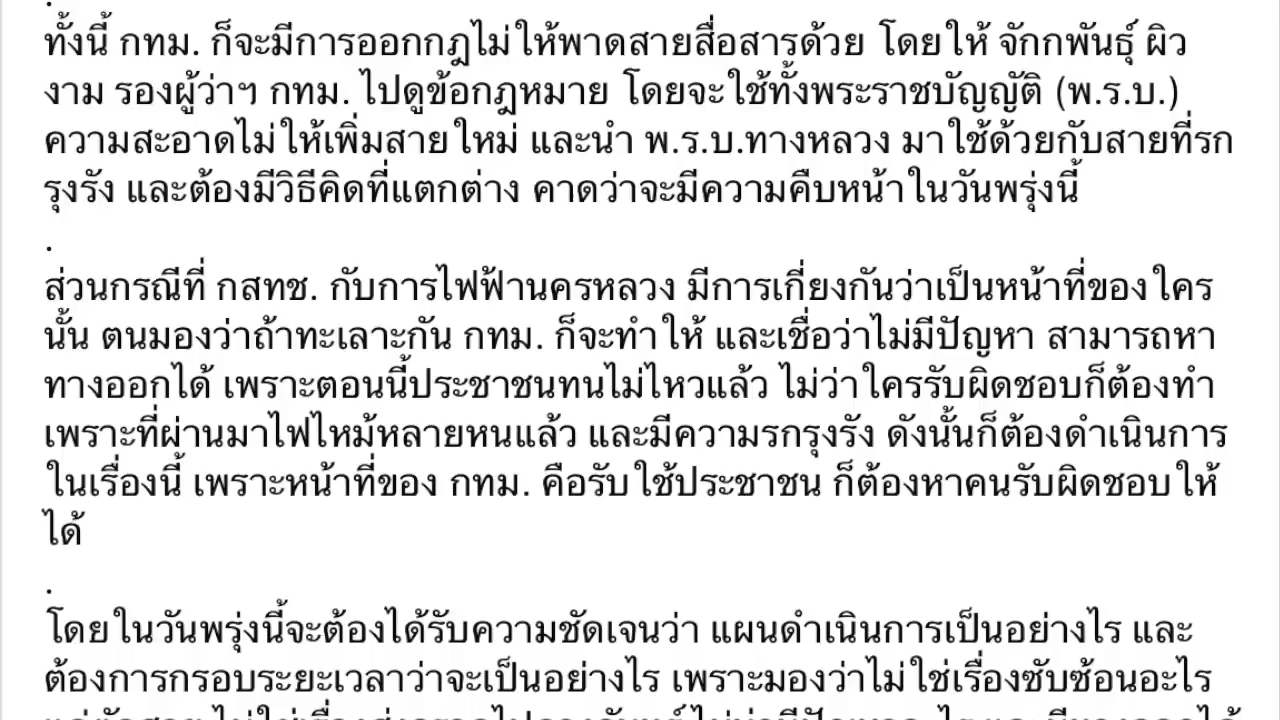 .
ทั้งนี้ กทม. ก็จะมีการออกกฎไม่ให้พาดสายสื่อสารด้วย โดยให้ จักกพันธุ์ ผิว
งาม รองผู้ว่าฯ กทม. ไปดูข้อกฎหมาย โดยจะใช้ทั้งพระราชบัญญัติ (พ.ร.บ.)
ความสะอาดไม่ให้เพิ่มสายใหม่ และนำ พ.ร.บ.ทางหลวง มาใช้ด้วยกับสายที่รก
รุงรัง และต้องมีวิธีคิดที่แตกต่าง คาดว่าจะมีความคืบหน้าในวันพรุ่งนี้
.
ส่วนกรณีที่ กสทช. กับการไฟฟ้านครหลวง มีการเกี่ยงกันว่าเป็นหน้าที่ของใคร
นั้น ตนมองว่าถ้าทะเลาะกัน กทม. ก็จะทำให้ และเชื่อว่าไม่มีปัญหา สามารถหา
ทางออกได้ เพราะตอนนี้ประชาชนทนไม่ไหวแล้ว ไม่ว่าใครรับผิดชอบก็ต้องทำ
เพราะที่ผ่านมาไฟไหม้หลายหนแล้ว และมีความรกรุงรัง ดังนั้นก็ต้องดำเนินการ
ในเรื่องนี้ เพราะหน้าที่ของ กทม. คือรับใช้ประชาชน ก็ต้องหาคนรับผิดชอบให้
ได้
.
โดยในวันพรุ่งนี้จะต้องได้รับความชัดเจนว่า แผนดำเนินการเป็นอย่างไร และ
ต้องการกรอบระยะเวลาว่าจะเป็นอย่างไร เพราะมองว่าไม่ใช่เรื่องซับซ้อนอะไร